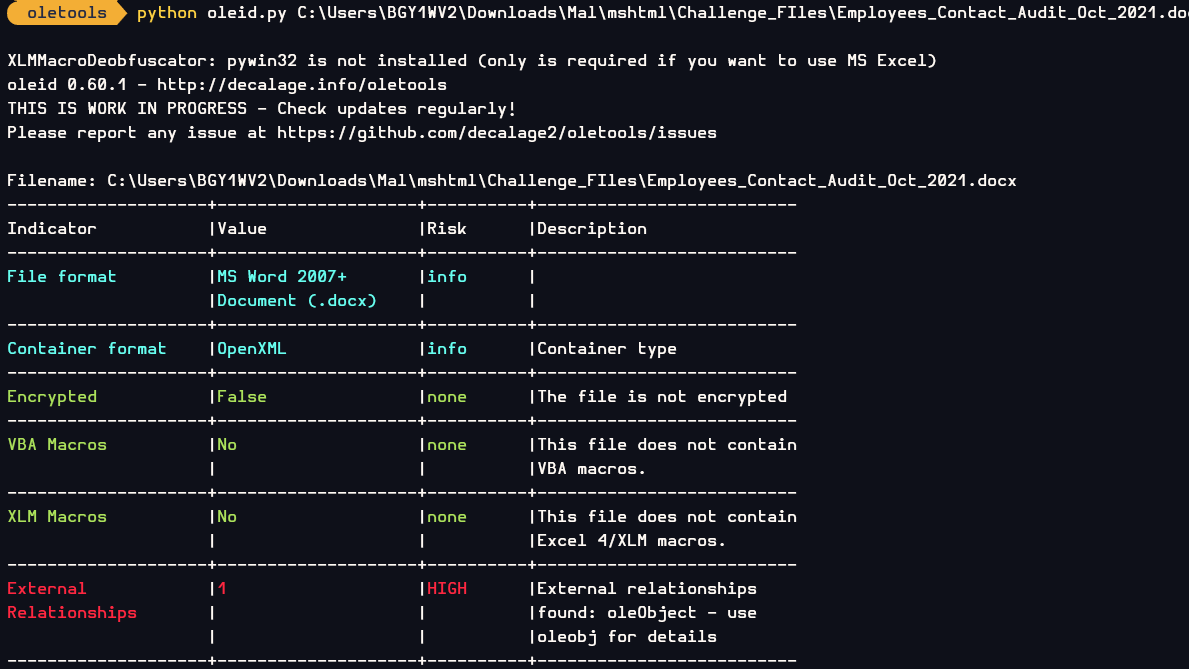 oletools python oleid.py C:\Users\BGY1WV2\Downloads\Mal\mshtml\Challenge_FIles\Employees_Contact_Audit_Oct_2021.do
XLMMacroDeobfuscator: pywin32 is not installed (only is required if you want to use MS Excel)
oleid 0.60.1 - http://decalage.info/oletools
THIS IS WORK IN PROGRESS - Check updates regularly!
Please report any issue at https://github.com/decalage2/oletools/issues
Filename: C:\Users\BGY1WV2\Downloads\Mal\mshtml\Challenge_FIles\Employees_Contact_Audit_Oct_2021.docx
--------------------+--------------------+----------+--------------------------
Indicator           |Value               |Risk      |Description
--------------------+--------------------+----------+--------------------------
File format         |MS Word 2007+       |info      |
                    |Document (.docx)    |          |
--------------------+--------------------+----------+--------------------------
Container format    |OpenXML             |info      |Container type
--------------------+--------------------+----------+--------------------------
Encrypted           |False               |none      |The file is not encrypted
--------------------+--------------------+----------+--------------------------
VBA Macros          |No                  |none      |This file does not contain
                    |                    |          |VBA macros.
--------------------+--------------------+----------+--------------------------
XLM Macros          |No                  |none      |This file does not contain
                    |                    |          |Excel 4/XLM macros.
--------------------+--------------------+----------+--------------------------
External            |1                   |HIGH      |External relationships
Relationships       |                    |          |found: oleObject - use
                    |                    |          |oleobj for details
--------------------+--------------------+----------+--------------------------